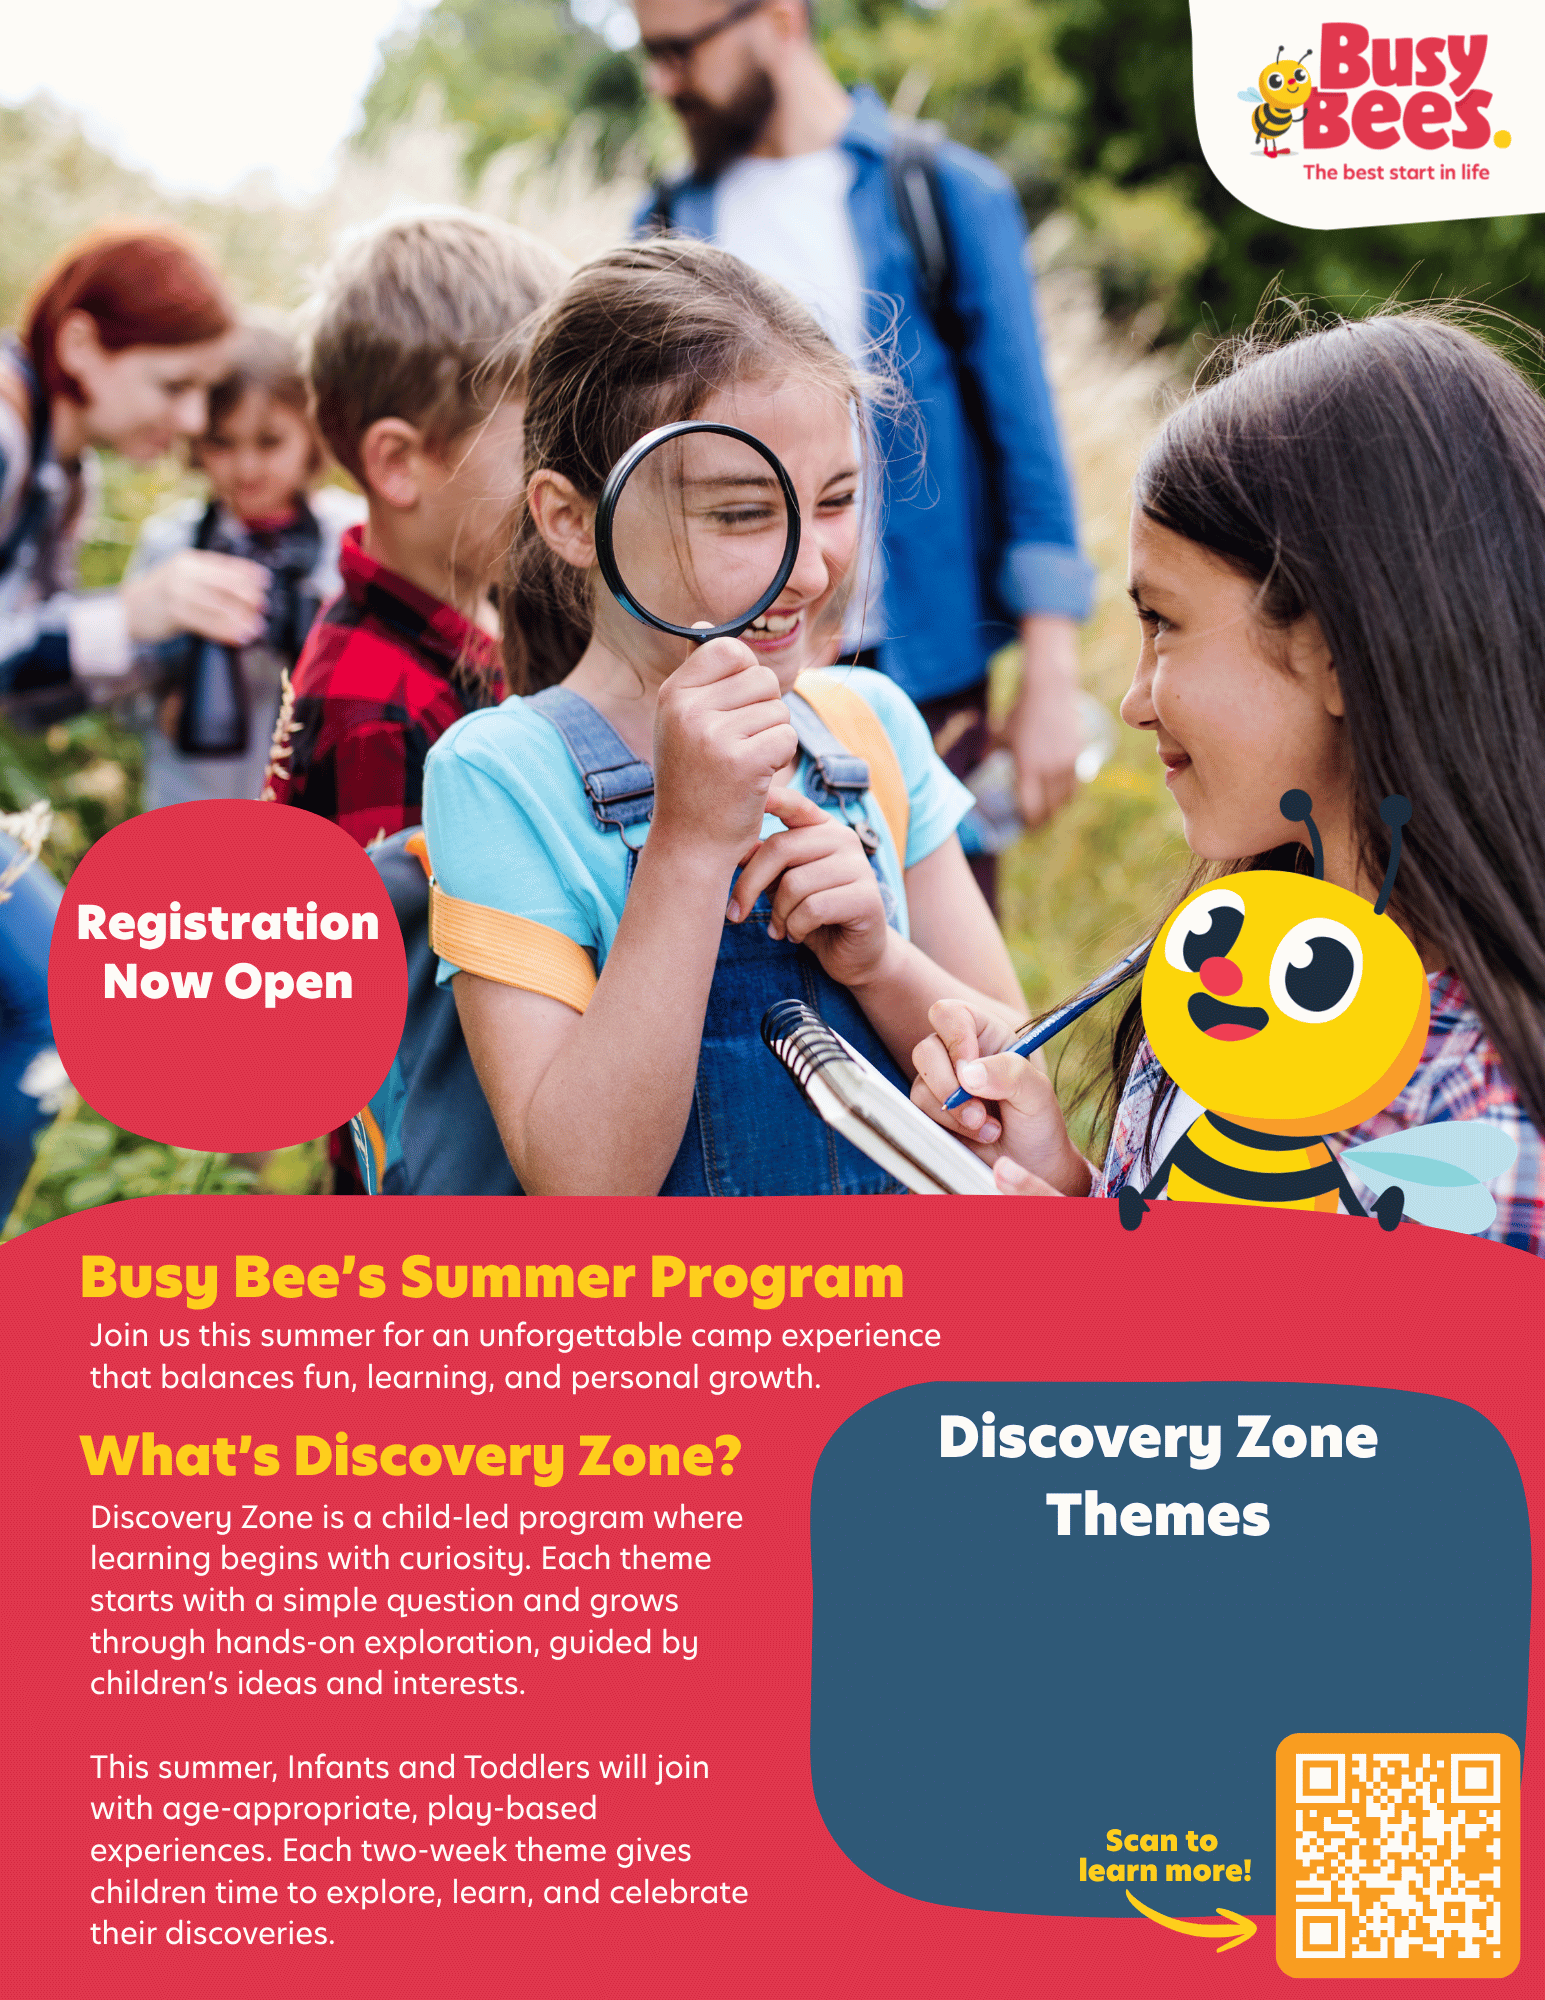 Busy
Bees.
The best start in life
Registration
Now Open
Busy Bee's Summer Program
Join us this summer for an unforgettable camp experience
that balances fun, learning, and personal growth.
What's Discovery Zone?
Discovery Zone is a child-led program where
learning begins with curiosity. Each theme
starts with a simple question and grows
through hands-on exploration, guided by
children's ideas and interests.
This summer, Infants and Toddlers will join
with age-appropriate, play-based
experiences. Each two-week theme gives
children time to explore, learn, and celebrate
their discoveries.
Discovery Zone
Themes
Scan to
learn more!